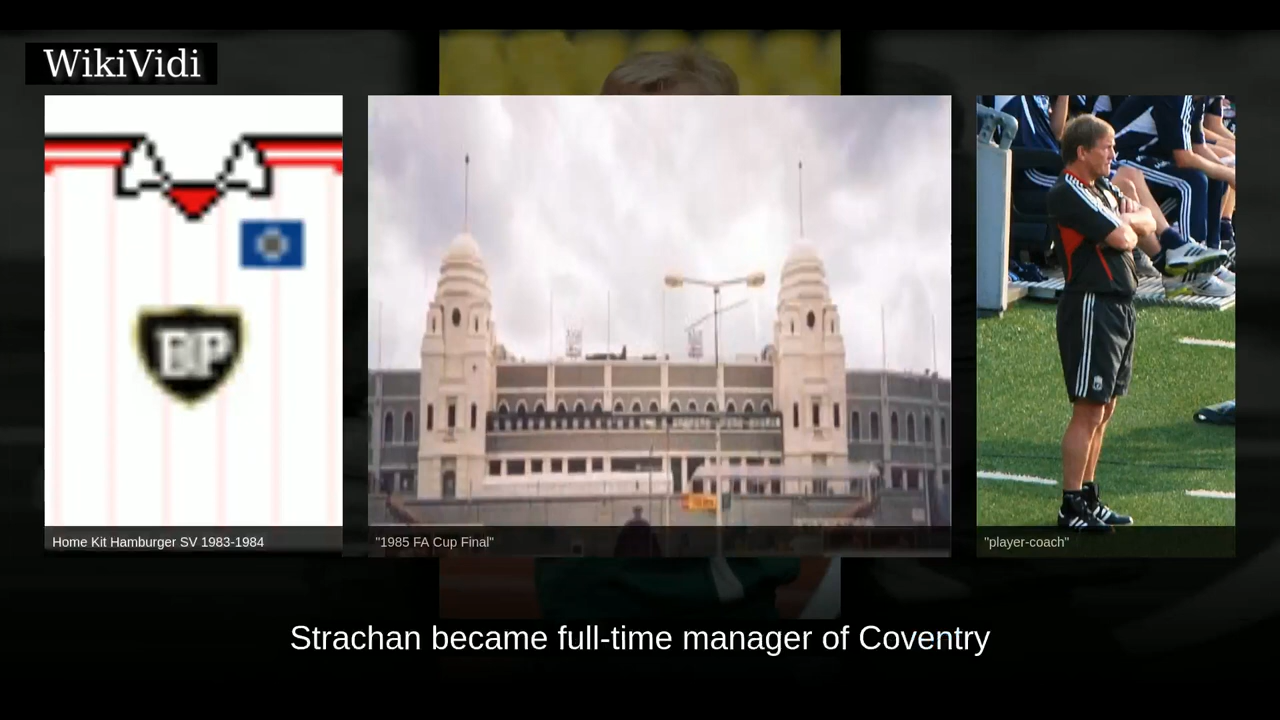 WikiVidi
BP
Home Kit Hamburger SV 1983-1984
"1985 FA Cup Final"
"player-coach"
Strachan became full-time manager of Coventry